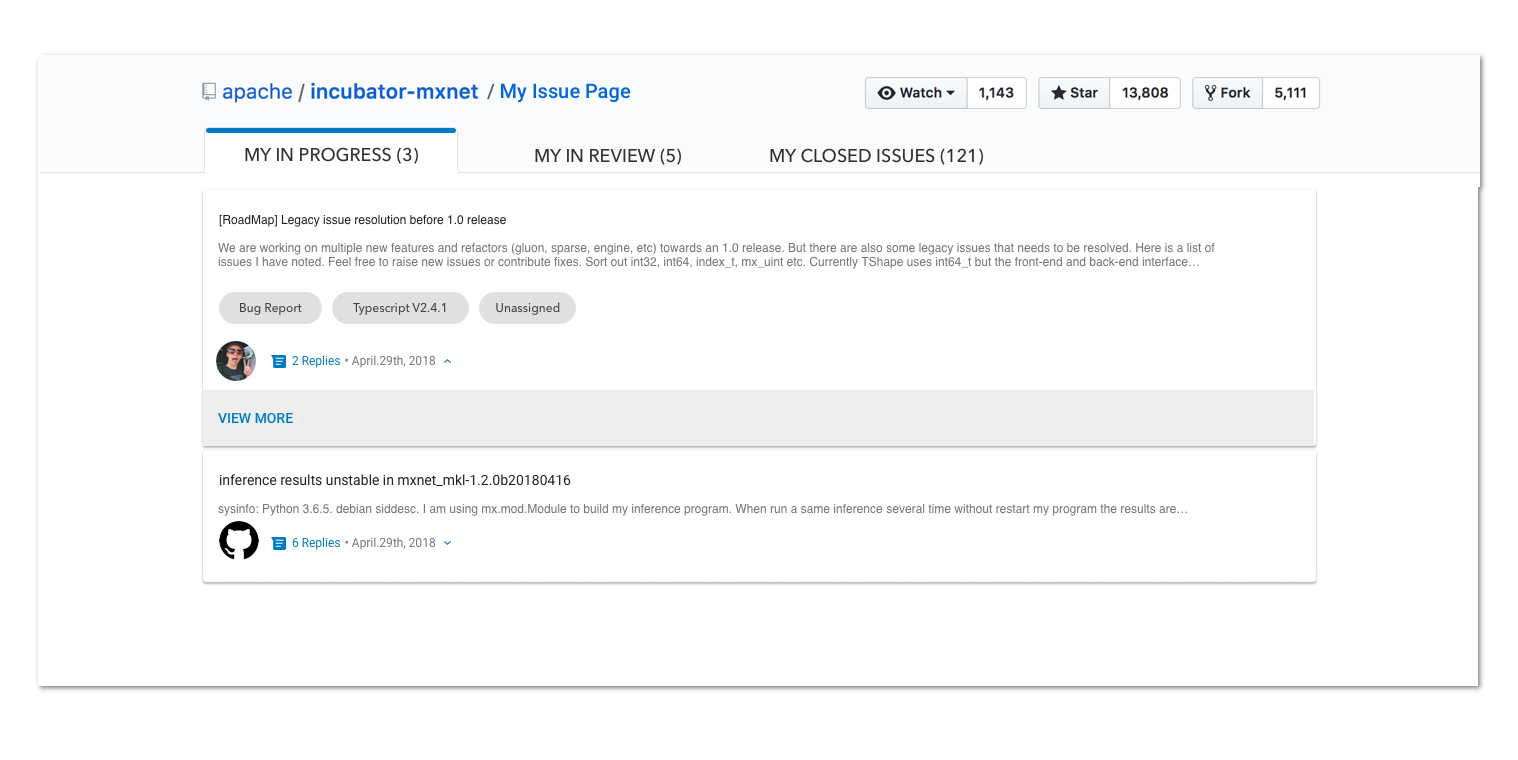 apache / incubator-mxnet / My Issue Page
Watch 1,143 Star 13,808 Fork 5,111
MY IN PROGRESS (3) MY IN REVIEW (5) MY CLOSED ISSUES (121)
[RoadMap] Legacy issue resolution before 1.0 release
We are working on multiple new features and refactors (gluon, sparse, engine, etc) towards an 1.0 release. But there are also some legacy issues that needs to be resolved. Here is a list of
issues I have noted. Feel free to raise new issues or contribute fixes. Sort out int32, int64, index_t, mx_uint etc. Currently TShape uses int64_t but the front-end and back-end interface…
Bug Report Typescript V2.4.1 Unassigned
2 Replies • April.29th, 2018
VIEW MORE
inference results unstable in mxnet_mkl-1.2.0b20180416
sysinfo: Python 3.6.5. debian siddesc. I am using mx.mod.Module to build my inference program. When run a same inference several time without restart my program the results are…
6 Replies • April.29th, 2018